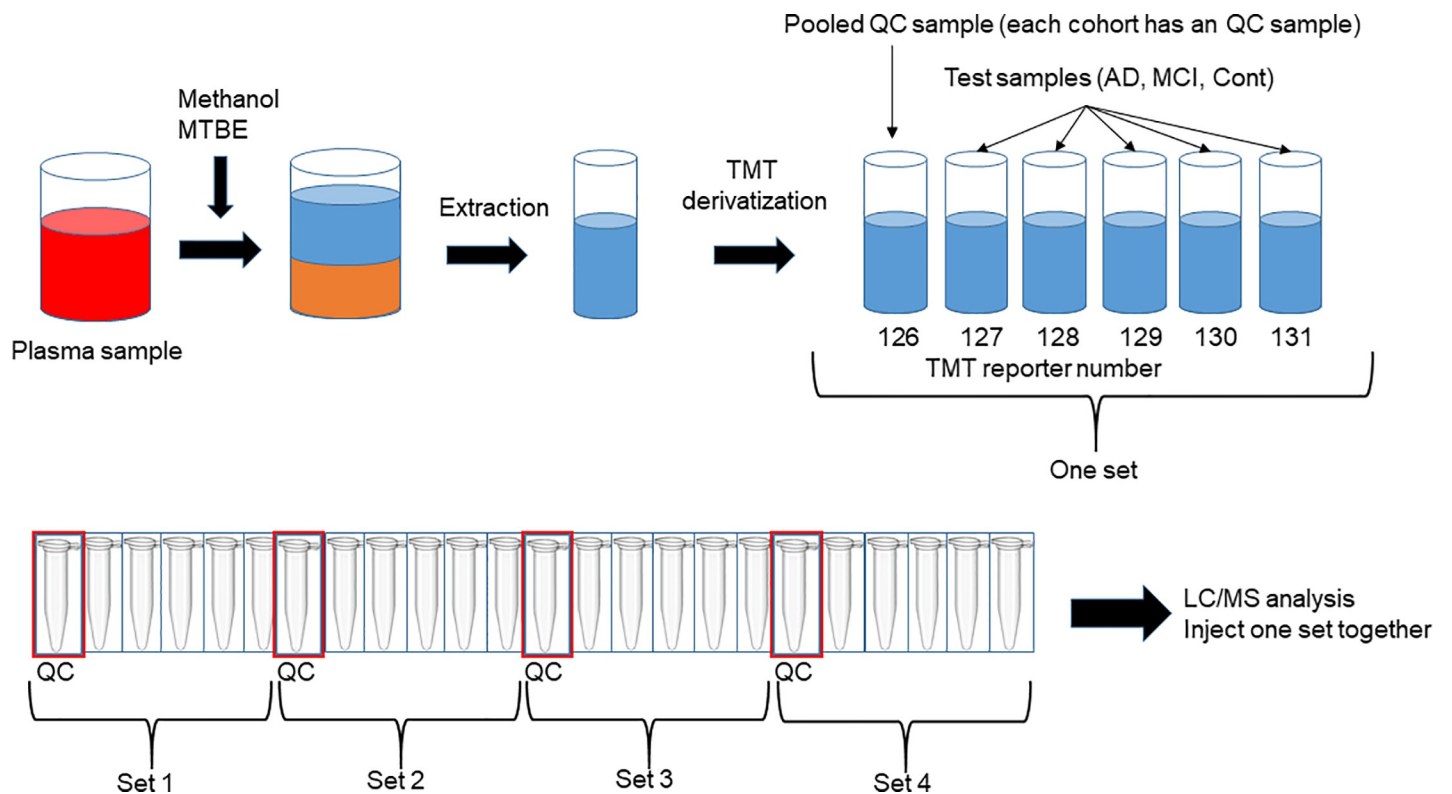 Pooled QC sample (each cohort has an QC sample)
Test samples (AD, MCI, Cont)
Methanol
MTBE
Extraction
TMT
derivatization
Plasma sample
126 127 128 129 130 131
TMT reporter number
One set
QC QC QC QC
Set 1 Set 2 Set 3 Set 4
LC/MS analysis
Inject one set together